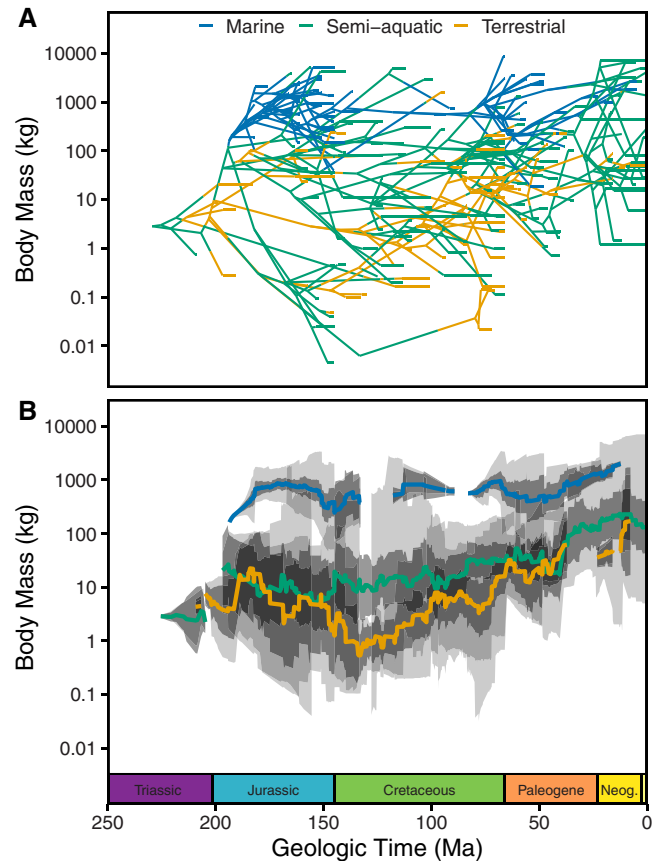 A
Marine Semi-aquatic Terrestrial
10000
1000
100
10
1
0.1
0.01
Body Mass (kg)
B
10000
1000
100
10
1
0.1
0.01
Body Mass (kg)
Triassic Jurassic Cretaceous Paleogene Neog.
250 200 150 100 50 0
Geologic Time (Ma)